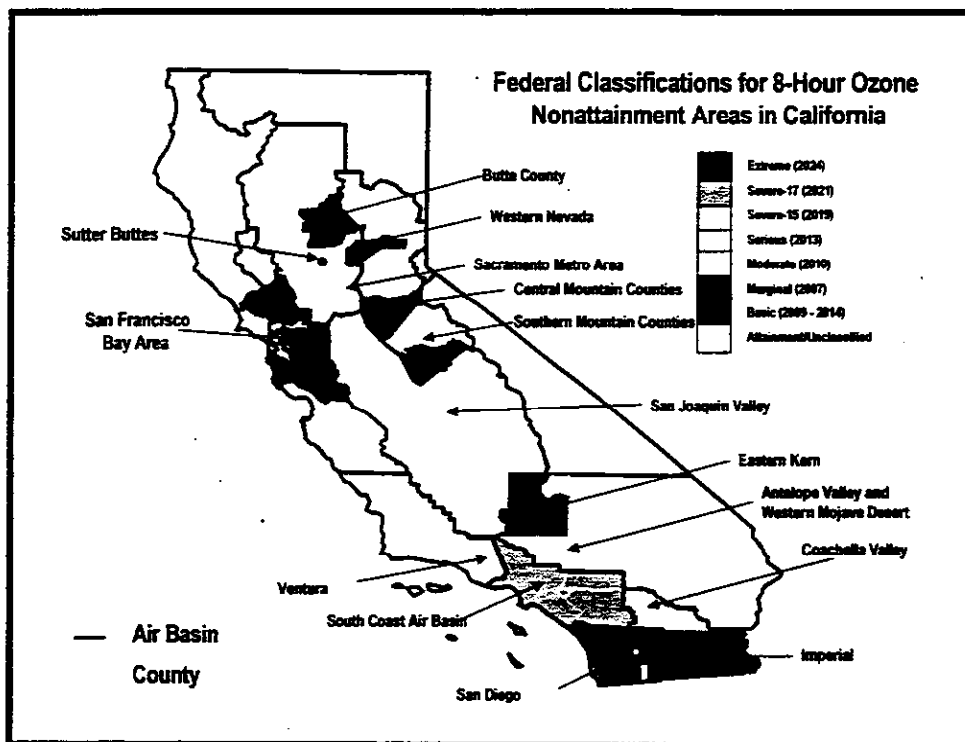 Federal Classifications for 8-Hour Ozone
Nonattainment Areas in California
Extreme (2024)
Severe-17 (2021)
Severe-15 (2019)
Serious (2013)
Moderate (2010)
Marginal (2007)
Basic (2009 - 2014)
Attainment/Unclassified
Butte County
Western Nevada
Sutter Buttes
Sacramento Metro Area
Central Mountain Counties
San Francisco
Bay Area
Southern Mountain Counties
San Joaquin Valley
Eastern Kern
Antelope Valley and
Western Mojave Desert
Coachella Valley
Ventura
South Coast Air Basin
Air Basin
County
Imperial
San Diego